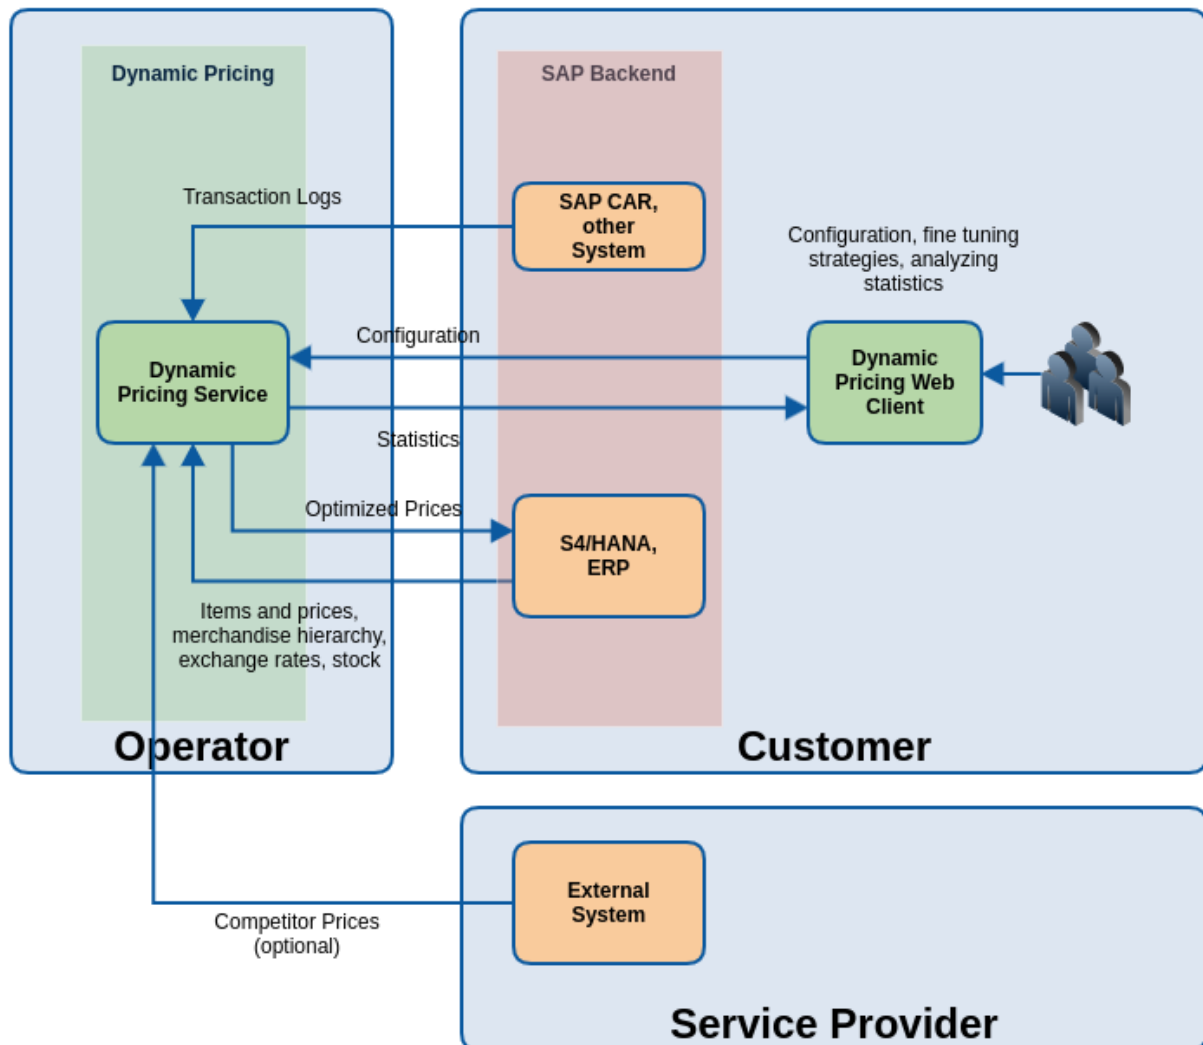 Dynamic Pricing
SAP Backend
Transaction Logs
SAP CAR,
other
System
Configuration, fine tuning
strategies, analyzing
statistics
Configuration
Dynamic
Pricing Service
Dynamic
Pricing Web
Client
Statistics
Optimized Prices
S4/HANA,
ERP
Items and prices,
merchandise hierarchy,
exchange rates, stock
Operator
Customer
External
System
Competitor Prices
(optional)
Service Provider